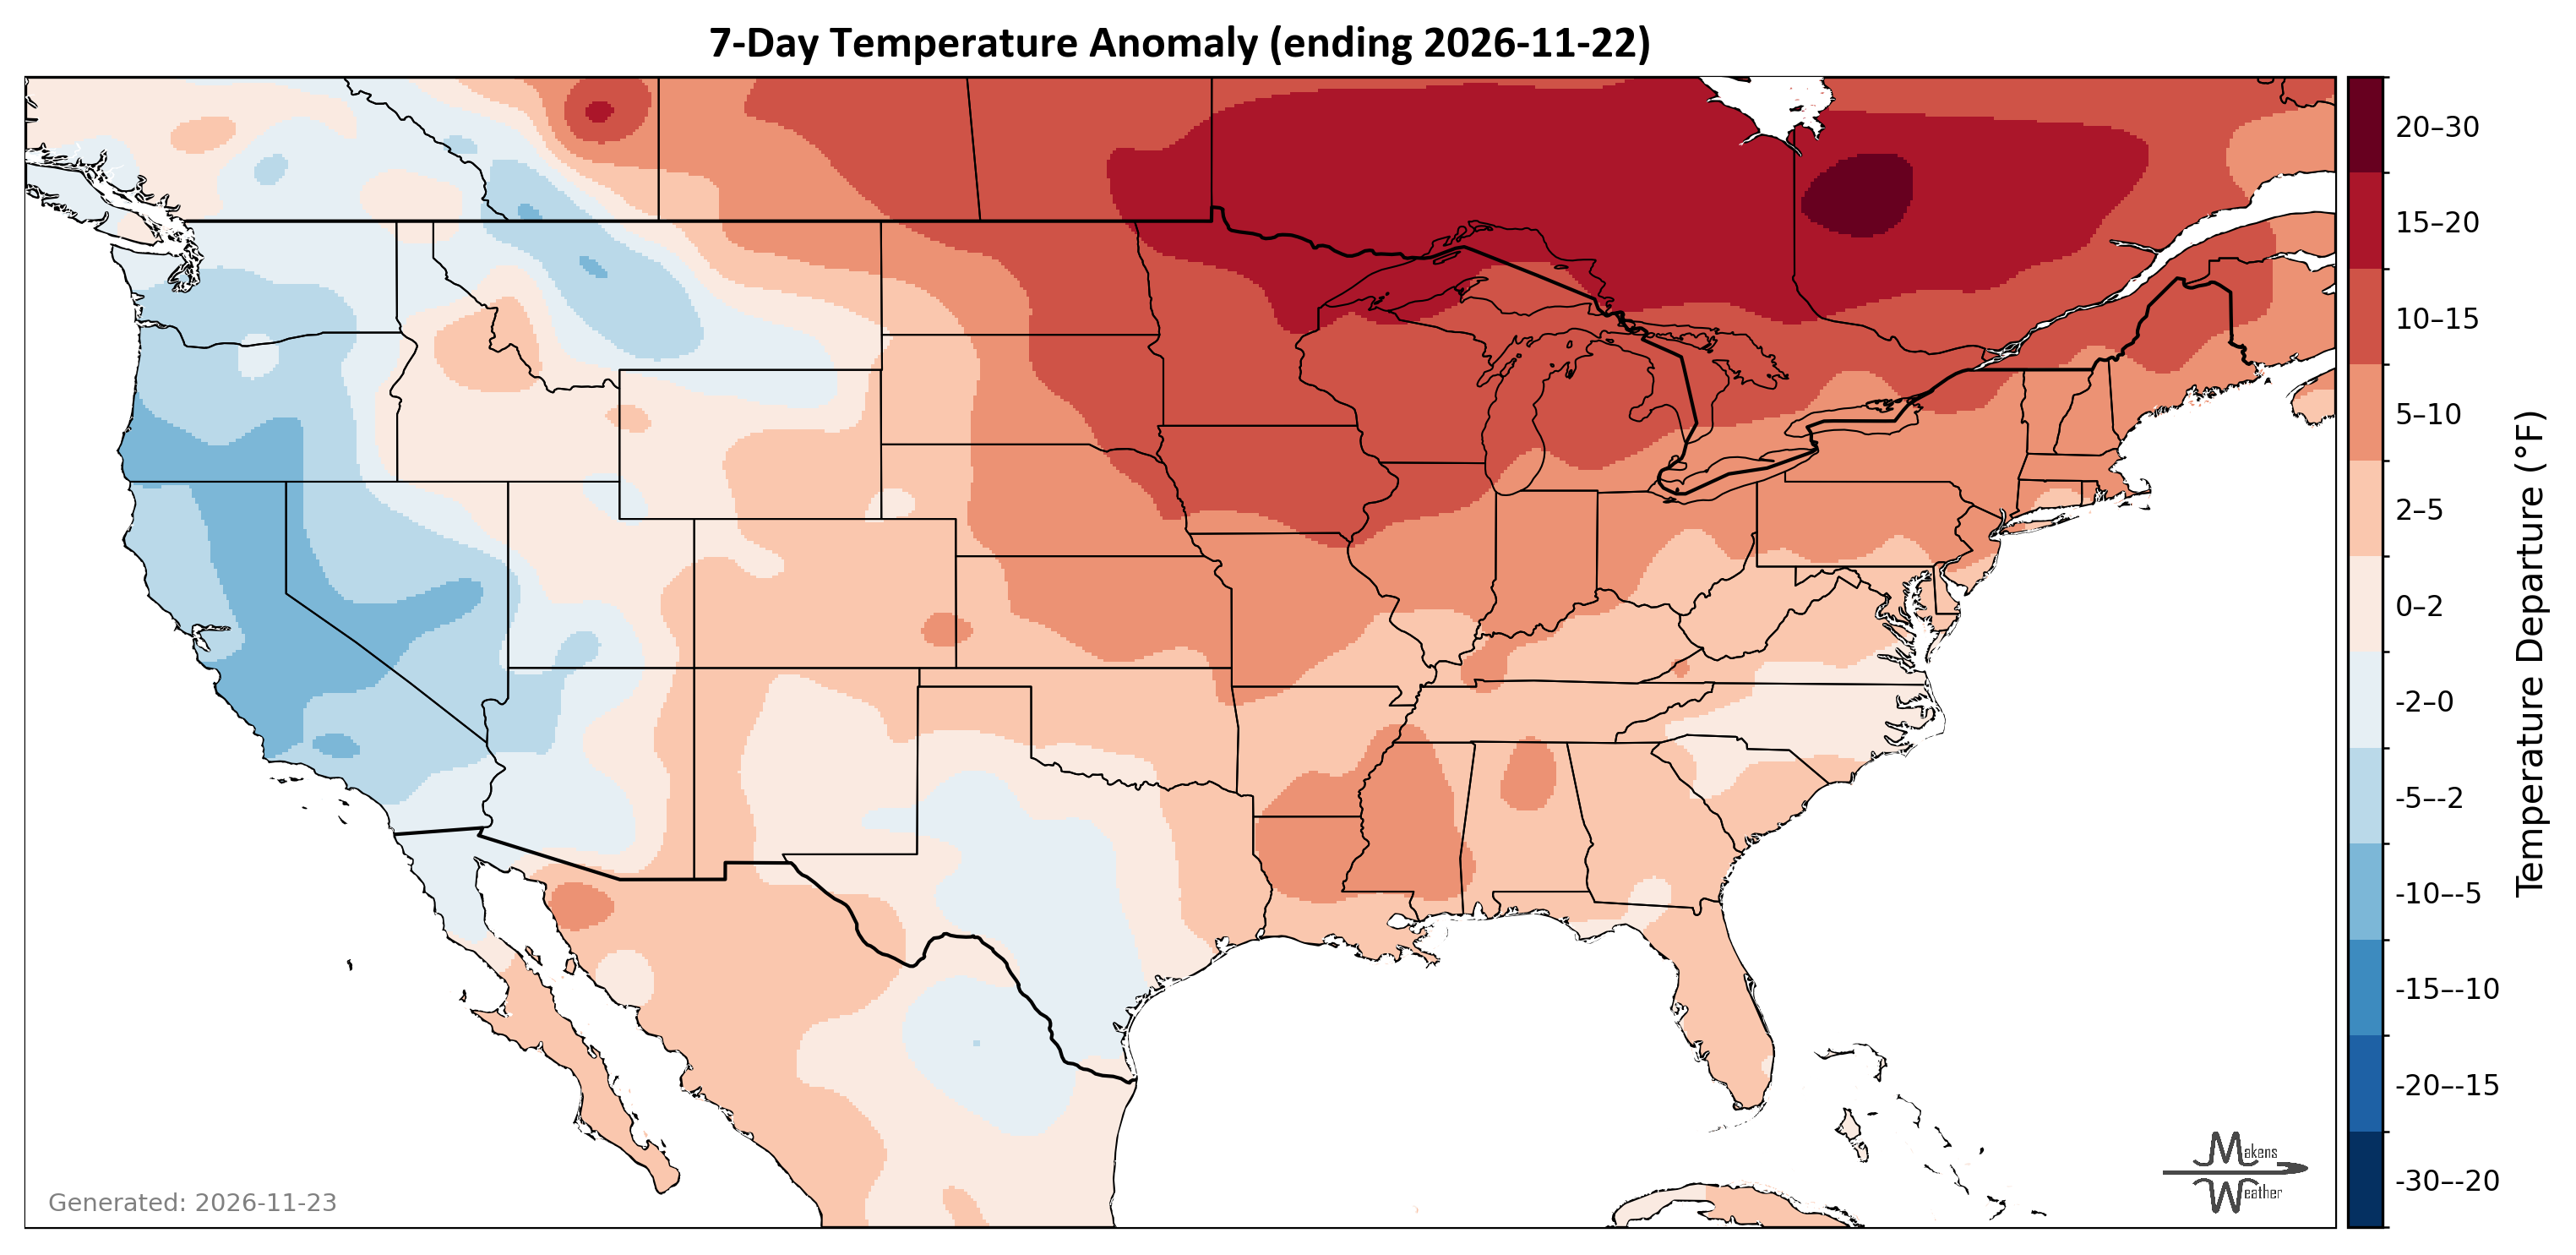 7-Day Temperature Anomaly (ending 2026-11-22)
20–30
15–20
10–15
5–10
2–5
0–2
-2–0
-5–-2
-10–-5
-15–-10
-20–-15
-30–-20
Temperature Departure (°F)
Generated: 2026-11-23
Makens
Weather